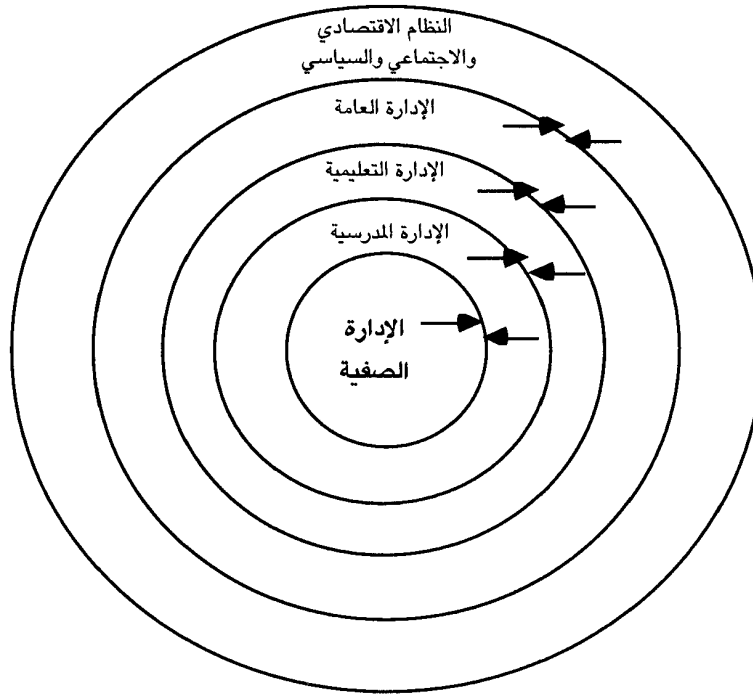 النظام الاقتصادي
والاجتماعي والسياسي
الإدارة العامة
الإدارة التعليمية
الإدارة المدرسية
الإدارة
الصفية